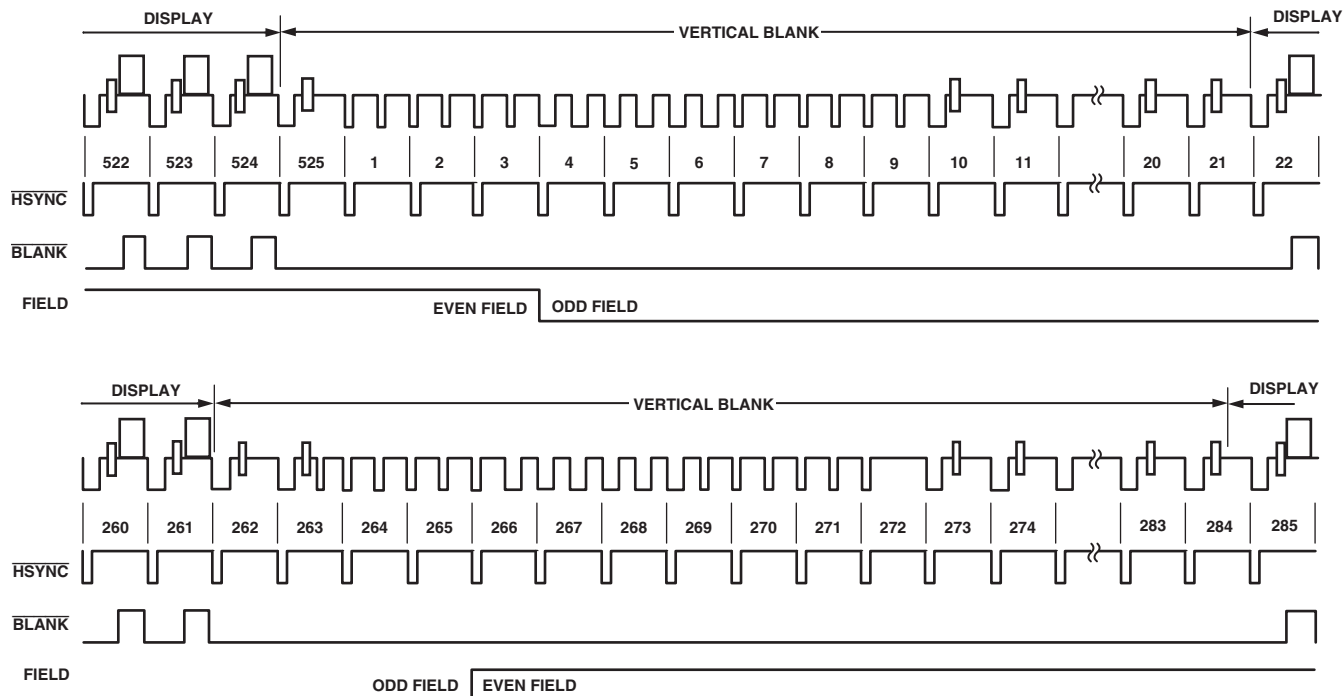 DISPLAY VERTICAL BLANK DISPLAY
522 523 524 525 1 2 3 4 5 6 7 8 9 10 11 20 21 22
HSYNC
BLANK
FIELD
EVEN FIELD ODD FIELD
DISPLAY VERTICAL BLANK DISPLAY
260 261 262 263 264 265 266 267 268 269 270 271 272 273 274 283 284 285
HSYNC
BLANK
FIELD
ODD FIELD EVEN FIELD